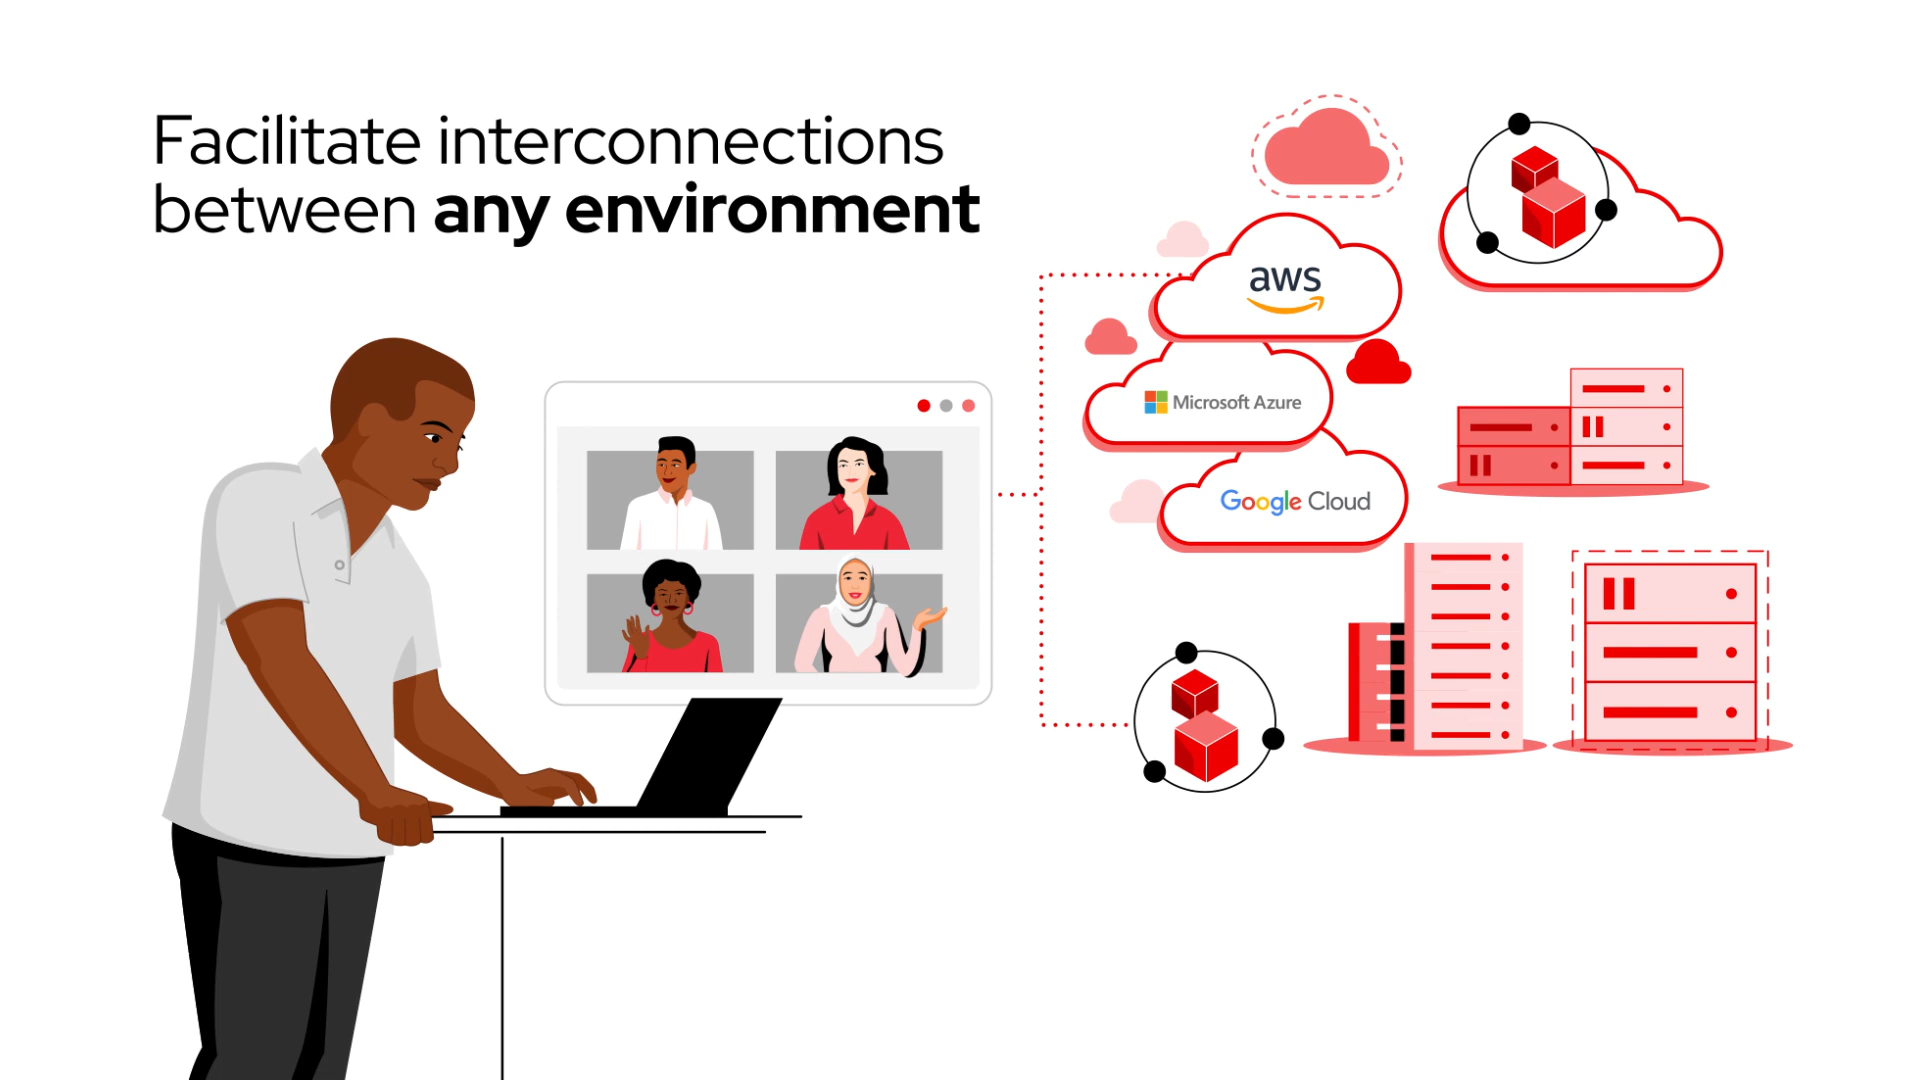 Facilitate interconnections
between any environment
aws
Microsoft Azure
Google Cloud